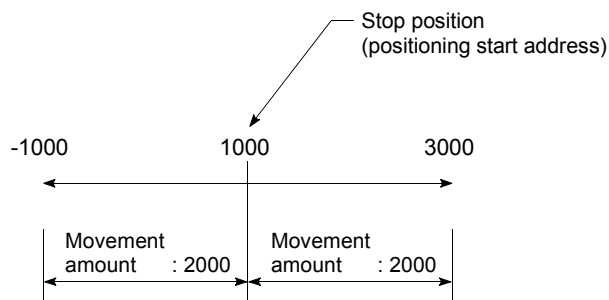 Stop position
(positioning start address)
-1000 1000 3000
Movement amount : 2000
Movement amount : 2000